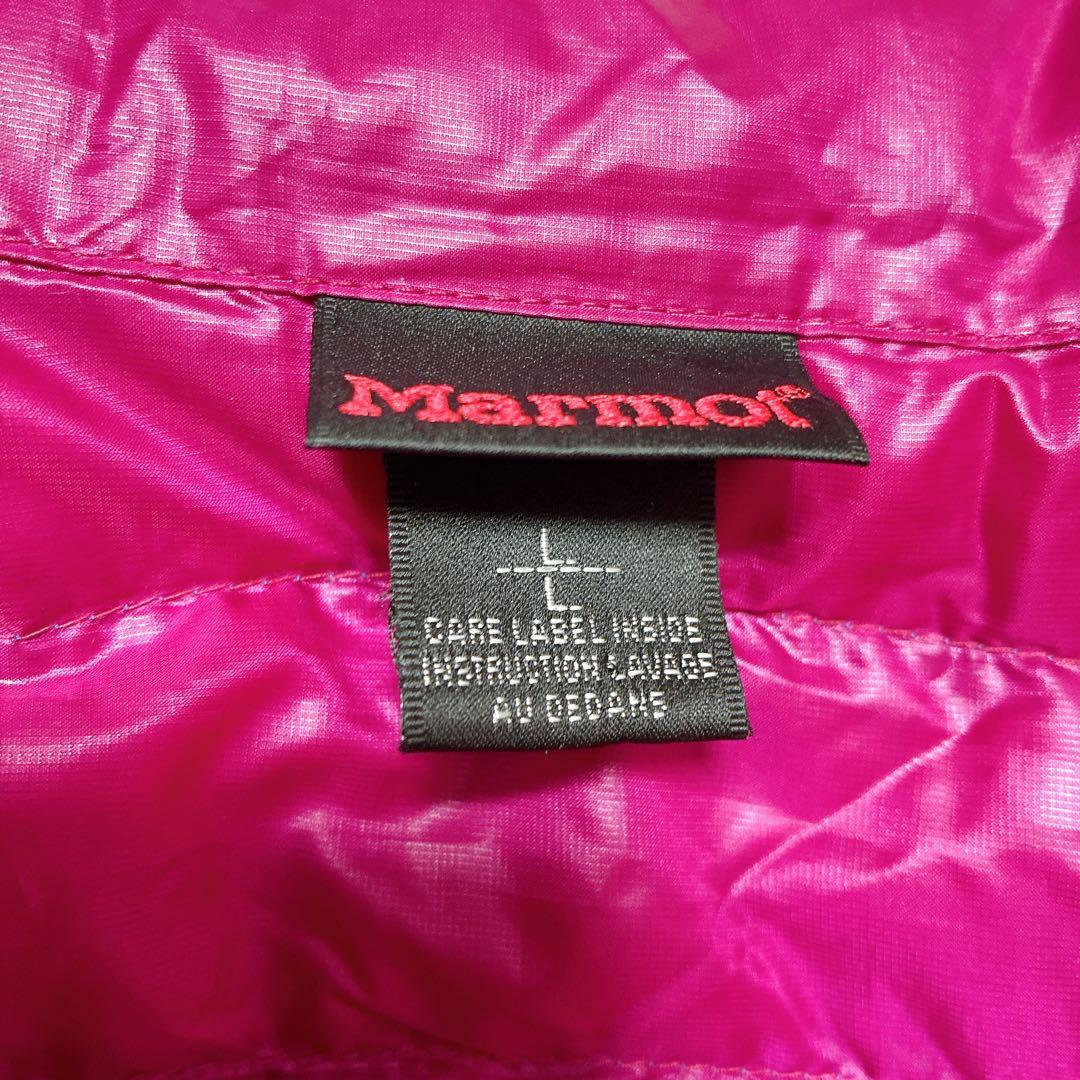 Marmot®
L
L
CARE LABEL INSIDE
INSTRUCTION LAVAGE
AU DEDANS